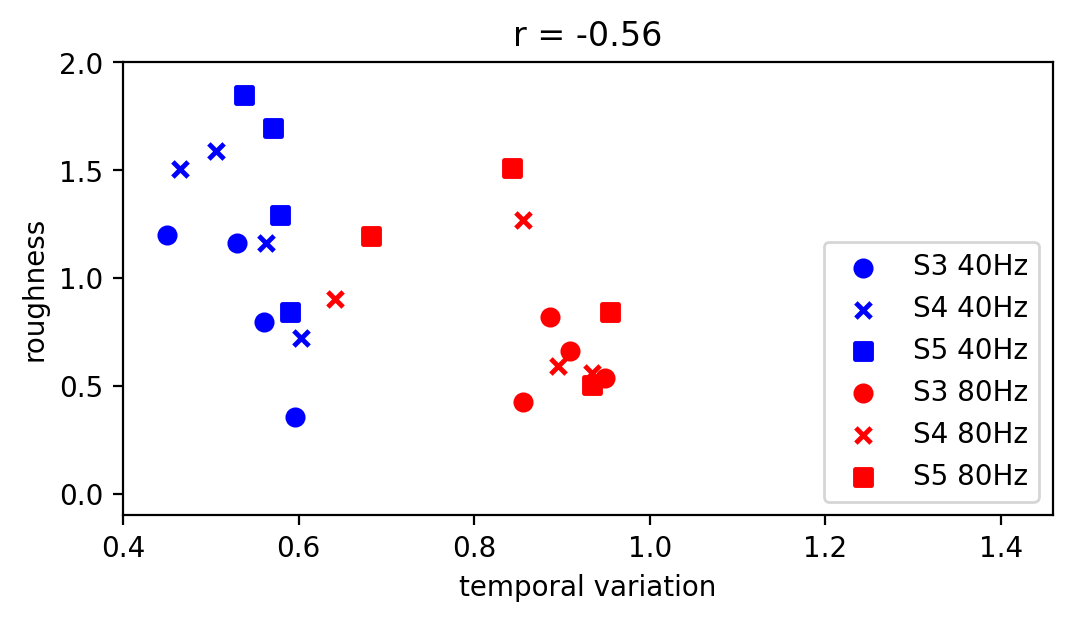 r = -0.56
2.0
1.5
1.0
0.5
0.0
roughness
S3 40Hz
S4 40Hz
S5 40Hz
S3 80Hz
S4 80Hz
S5 80Hz
0.4 0.6 0.8 1.0 1.2 1.4
temporal variation